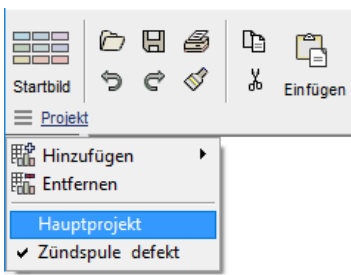 Startbild
Einfügen
Projekt
Hinzufügen
Entfernen
Hauptprojekt
Zündspule defekt